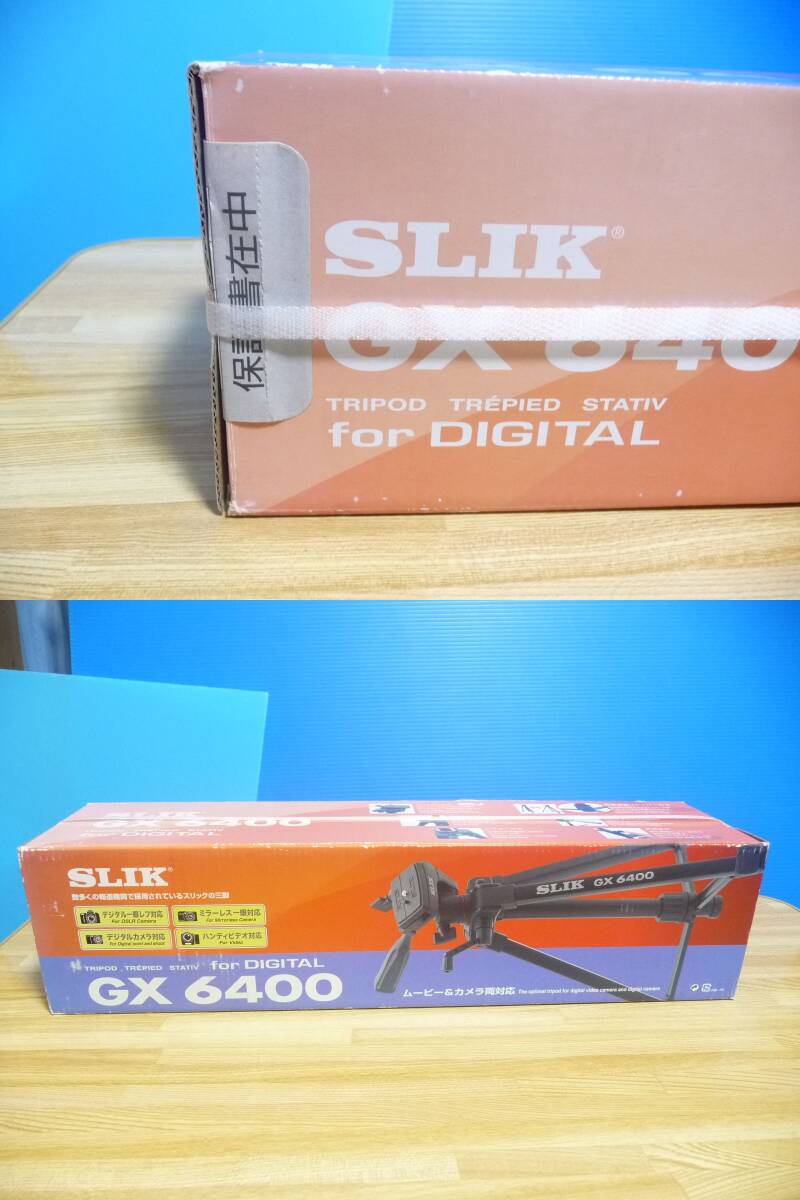 保証書在中
SLIK®
GX 640
TRIPOD TRÉPIED STATIV
for DIGITAL
GX 6400
for DIGITAL
SLIK®
数多くの報道機関で採用されているスリックの三脚
デジタル一眼レフ対応
For DSLR Camera
ミラーレス一眼対応
For Mirrorless Camera
デジタルカメラ対応
For Digital point and shoot
ハンディビデオ対応
For Video
TRIPOD TRÉPIED STATIV for DIGITAL
GX 6400
SLIK GX 6400
ムービー&カメラ両対応 The optimal tripod for digital video camera and digital camera